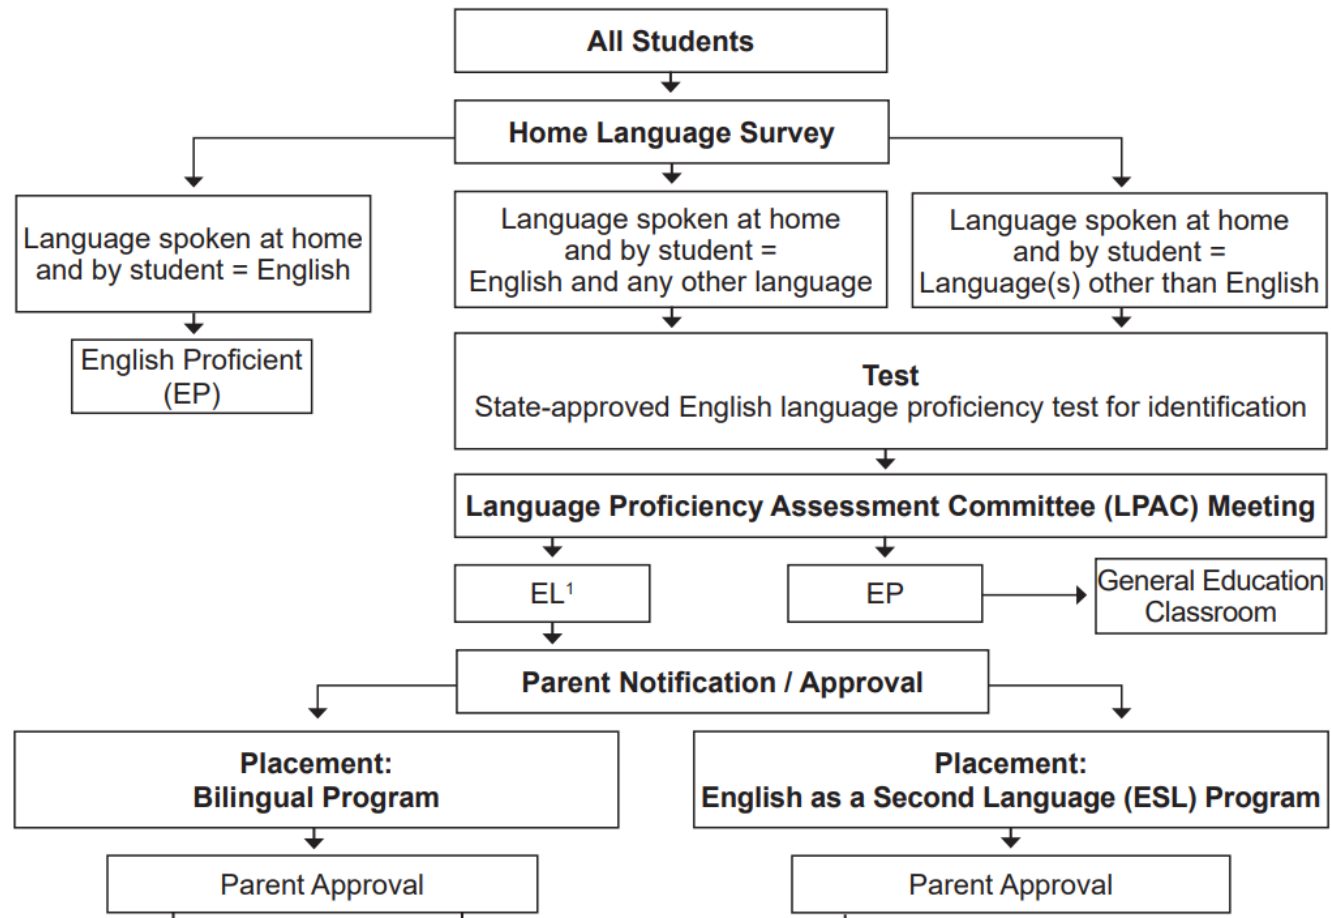 All Students
Home Language Survey
Language spoken at home
and by student = English
Language spoken at home
and by student =
English and any other language
Language spoken at home
and by student =
Language(s) other than English
English Proficient
(EP)
Test
State-approved English language proficiency test for identification
Language Proficiency Assessment Committee (LPAC) Meeting
EL¹
EP
General Education
Classroom
Parent Notification / Approval
Placement:
Bilingual Program
Placement:
English as a Second Language (ESL) Program
Parent Approval
Parent Approval